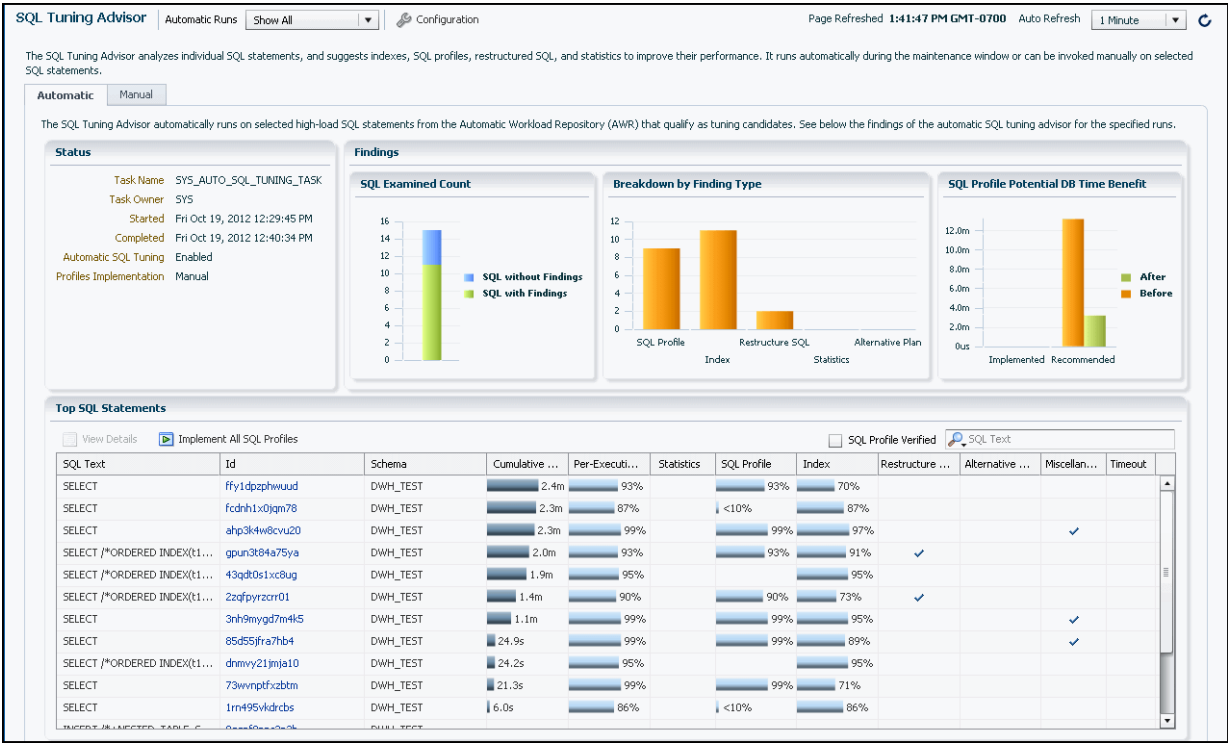 SQL Tuning Advisor Automatic Runs Show All Configuration Page Refreshed 1:41:47 PM GMT-0700 Auto Refresh 1 Minute
The SQL Tuning Advisor analyzes individual SQL statements, and suggests indexes, SQL profiles, restructured SQL, and statistics to improve their performance. It runs automatically during the maintenance window or can be invoked manually on selected
SQL statements.
Automatic Manual
The SQL Tuning Advisor automatically runs on selected high-load SQL statements from the Automatic Workload Repository (AWR) that qualify as tuning candidates. See below the findings of the automatic SQL tuning advisor for the specified runs.
Status
Task Name SYS_AUTO_SQL_TUNING_TASK
Task Owner SYS
Started Fri Oct 19, 2012 12:29:45 PM
Completed Fri Oct 19, 2012 12:40:34 PM
Automatic SQL Tuning Enabled
Profiles Implementation Manual
Findings
SQL Examined Count
16
14
12
10
8
6
4
2
0
SQL without Findings
SQL with Findings
Breakdown by Finding Type
12
10
8
6
4
2
0
SQL Profile Restructure SQL Alternative Plan
Index Statistics
SQL Profile Potential DB Time Benefit
12.0m
10.0m
8.0m
6.0m
4.0m
2.0m
0us
Implemented Recommended
After
Before
Top SQL Statements
View Details Implement All SQL Profiles SQL Profile Verified SQL Text
SQL Text Id Schema Cumulative ... Per-Executi... Statistics SQL Profile Index Restructure ... Alternative ... Miscellan... Timeout
SELECT ffy1dpzphwuud DWH_TEST 2.4m 93% 93% 70%
SELECT fcdnh1x0jqm78 DWH_TEST 2.3m 87% <10% 87%
SELECT ahp3k4w8cvu20 DWH_TEST 2.3m 99% 99% 97%
SELECT /*ORDERED INDEX(t1... gpun3t84a75ya DWH_TEST 2.0m 93% 93% 91%
SELECT /*ORDERED INDEX(t1... 43qdt0s1xc8ug DWH_TEST 1.9m 95% 95%
SELECT /*ORDERED INDEX(t1... 2zqfpyrzcrr01 DWH_TEST 1.4m 90% 90% 73%
SELECT 3nh9mygd7m4k5 DWH_TEST 1.1m 99% 99% 95%
SELECT 85d55jfra7hb4 DWH_TEST 24.9s 99% 99% 89%
SELECT /*ORDERED INDEX(t1... dnmvy21jmja10 DWH_TEST 24.2s 95% 95%
SELECT 73wvnptfxzbtm DWH_TEST 21.3s 99% 99% 71%
SELECT 1rn495vkdrcbs DWH_TEST 6.0s 86% <10% 86%